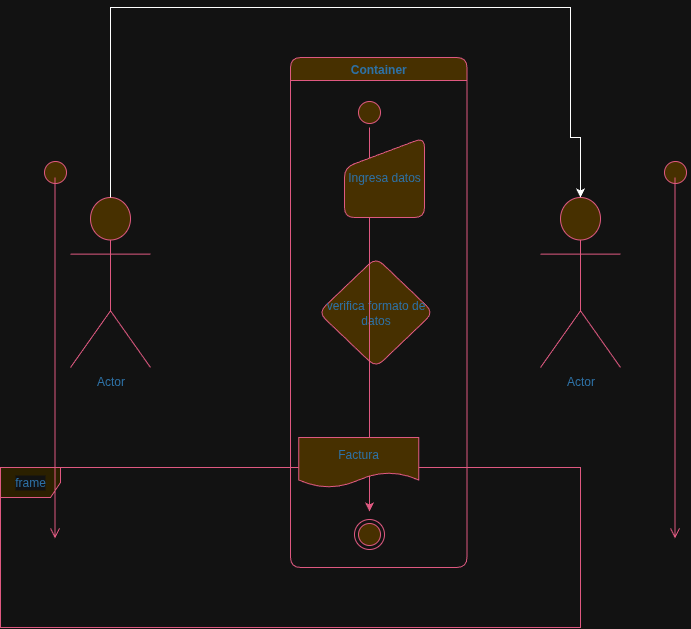 Container
Ingresa datos
verifica formato de
datos
Actor
Actor
Factura
frame